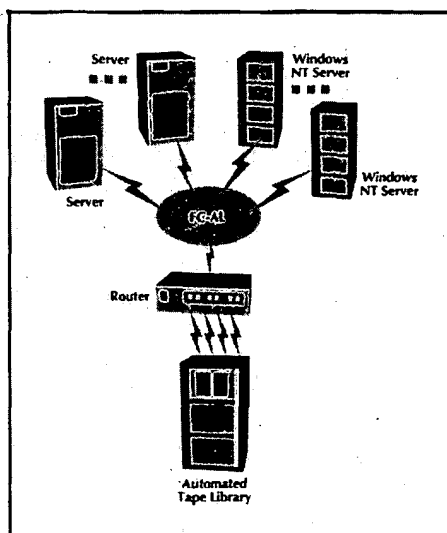 Server
Windows
NT Server
Server
Windows
NT Server
FC-AL
Router
Automated
Tape Library